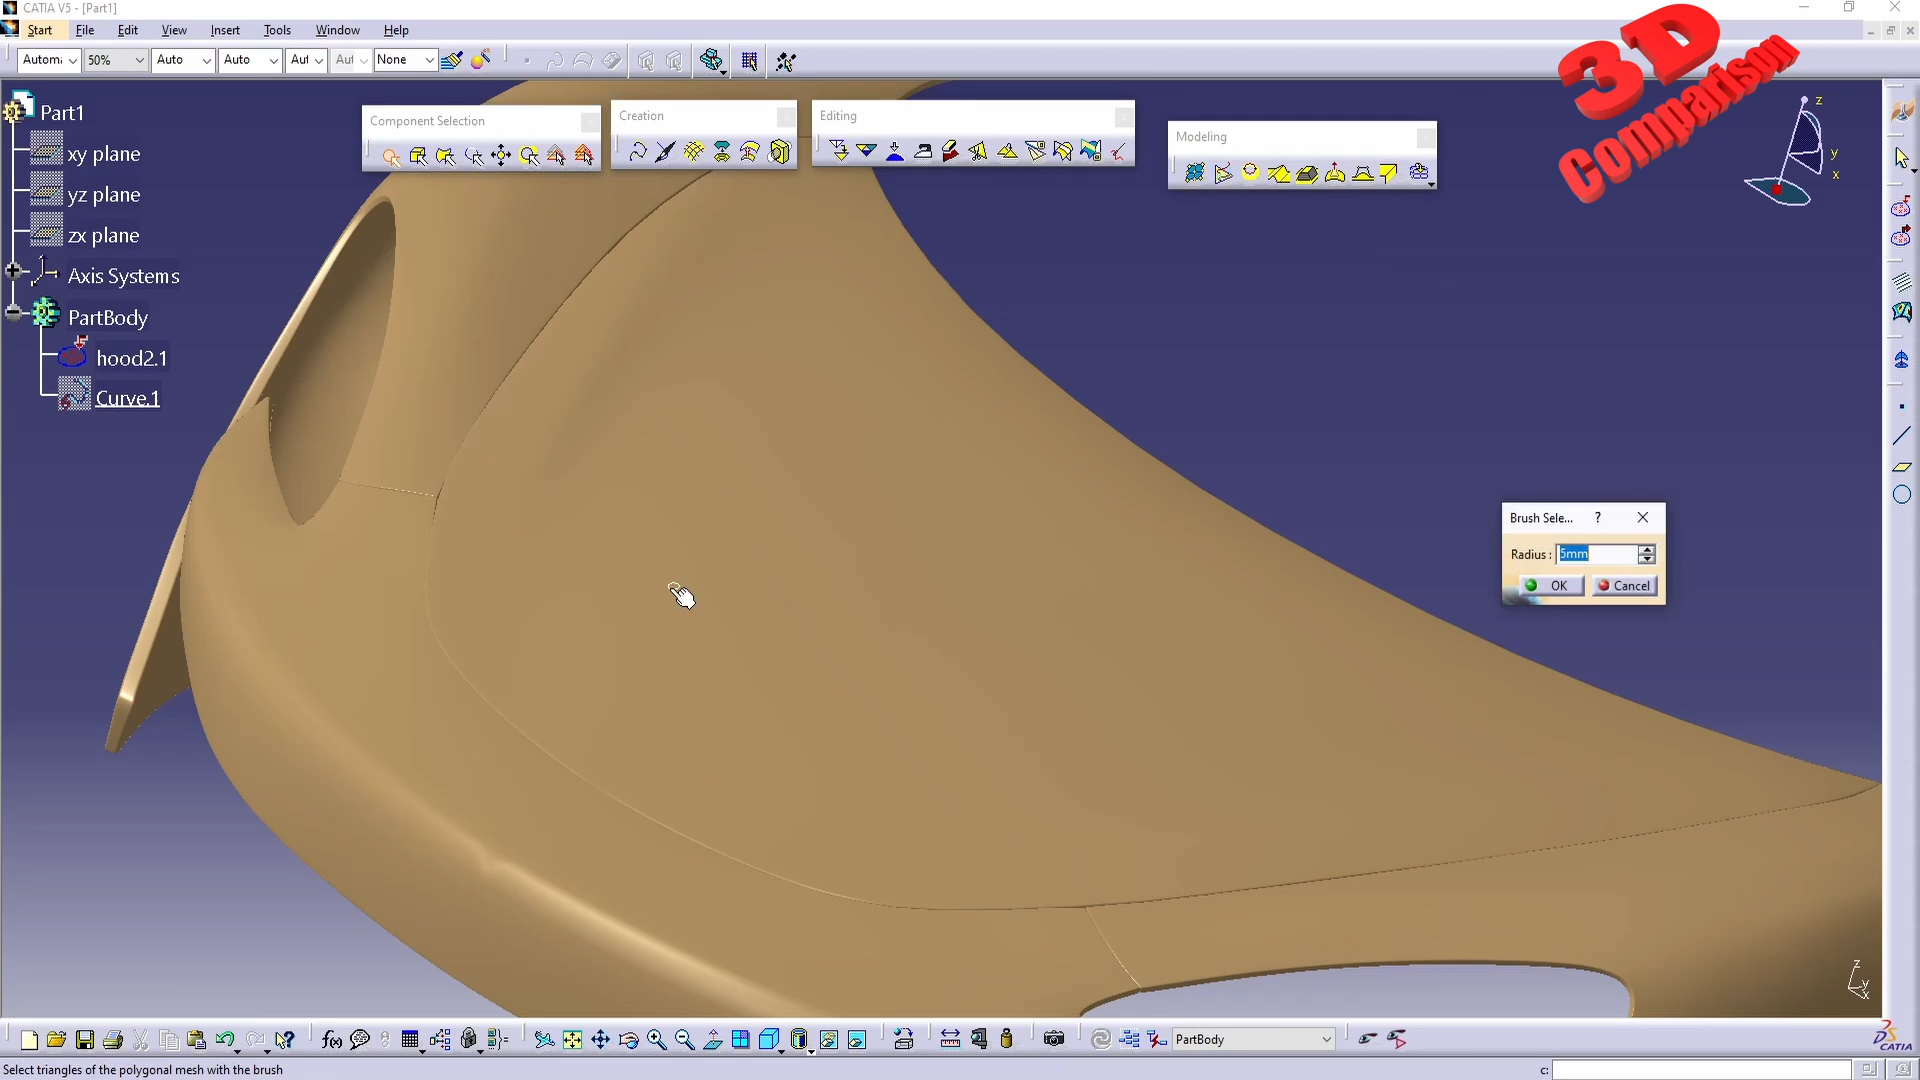 CATIA V5 - [Part1]
Start File Edit View Insert Tools Window Help
50% Auto Auto Aut Aut None
3D
Comparison
Part1
xy plane
yz plane
zx plane
Axis Systems
PartBody
hood2.1
Curve.1
Component Selection
Creation
Editing
Modeling
z
y
x
Brush Sele... ?
Radius : 5mm
OK Cancel
z
y
x
f(x)
PartBody
CATIA
Select triangles of the polygonal mesh with the brush
c: